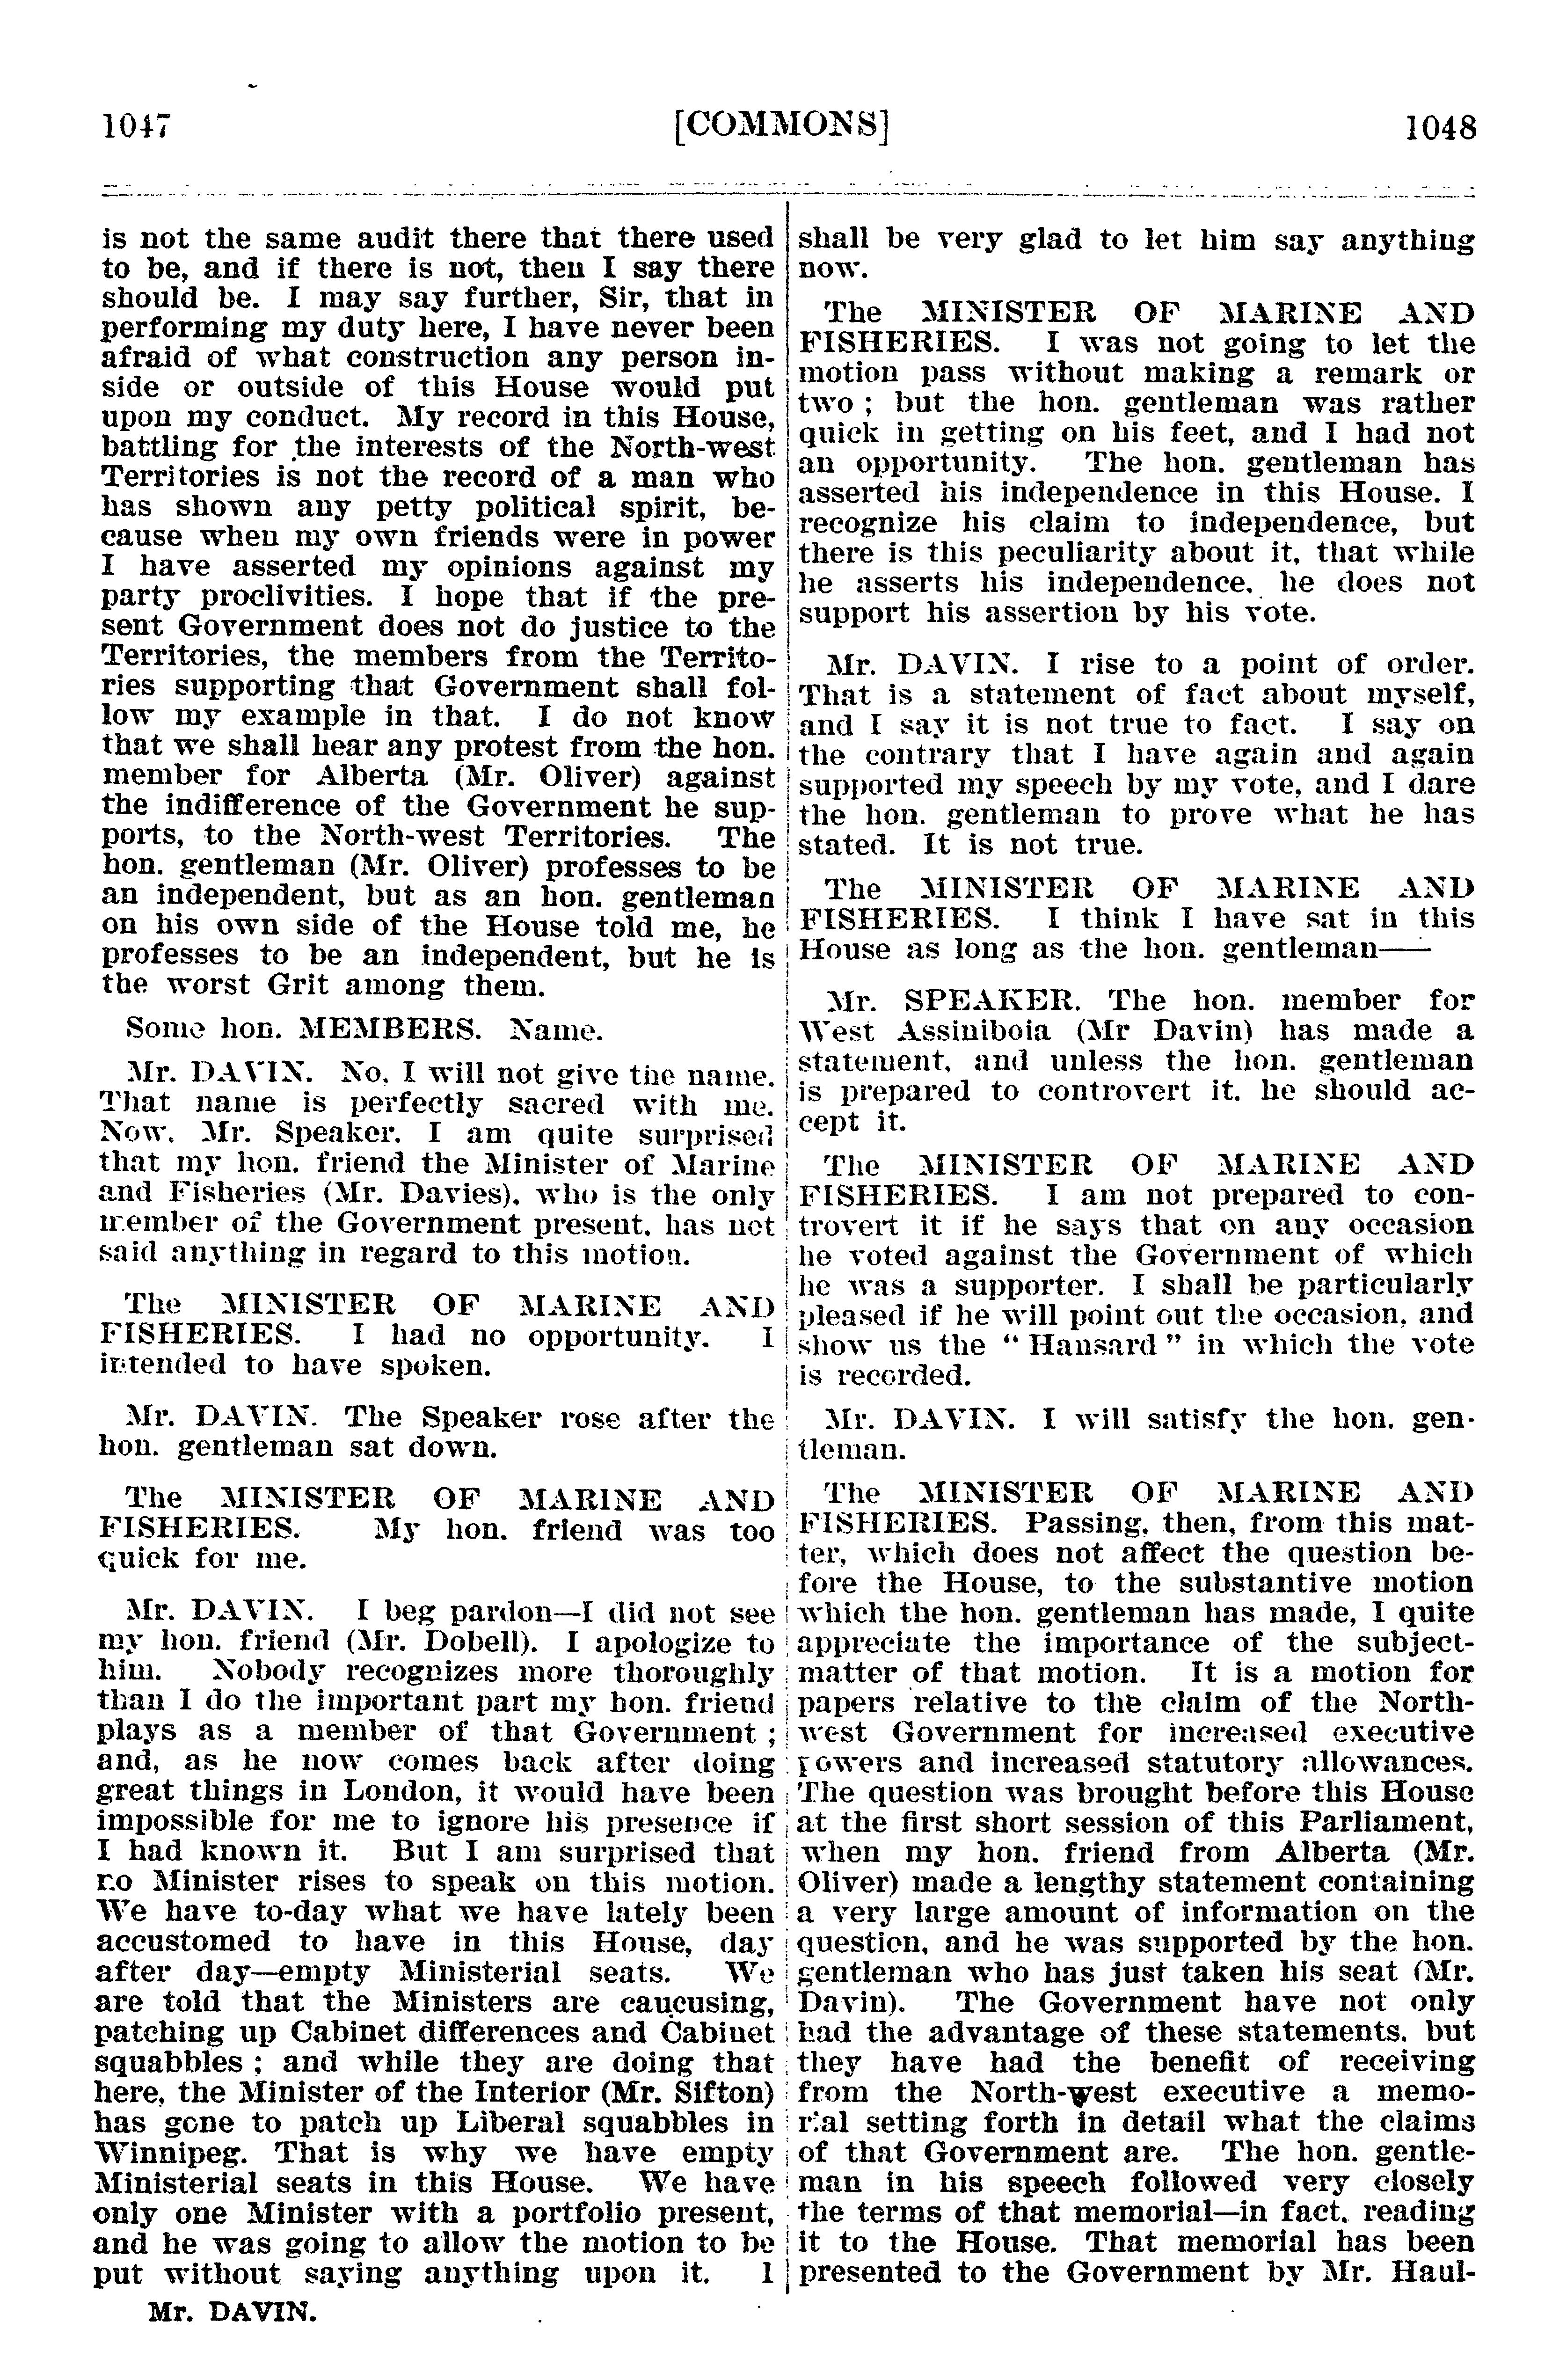 1047
[COMMONS]
1048
is not the same audit there that there used
to be, and if there is not, then I say there
should be. I may say further, Sir, that in
performing my duty here, I have never been
afraid of what construction any person in-
side or outside of this House would put
upon my conduct. My record in this House,
battling for the interests of the North-west
Territories is not the record of a man who
has shown any petty political spirit, be-
cause when my own friends were in power
I have asserted my opinions against my
party proclivities. I hope that if the pre-
sent Government does not do justice to the
Territories, the members from the Territo-
ries supporting that Government shall fol-
low my example in that. I do not know
that we shall hear any protest from the hon.
member for Alberta (Mr. Oliver) against
the indifference of the Government he sup-
ports, to the North-west Territories. The
hon. gentleman (Mr. Oliver) professes to be
an independent, but as an hon. gentleman
on his own side of the House told me, he
professes to be an independent, but he is
the worst Grit among them.
Some hon. MEMBERS. Name.
Mr. DAVIN. No, I will not give the name.
That name is perfectly sacred with me.
Now, Mr. Speaker, I am quite surprised
that my hon. friend the Minister of Marine
and Fisheries (Mr. Davies), who is the only
member of the Government present, has not
said anything in regard to this motion.
The MINISTER OF MARINE AND
FISHERIES. I had no opportunity. I
intended to have spoken.
Mr. DAVIN. The Speaker rose after the
hon. gentleman sat down.
The MINISTER OF MARINE AND
FISHERIES. My hon. friend was too
quick for me.
Mr. DAVIN. I beg pardon—I did not see
my hon. friend (Mr. Dobell). I apologize to
him. Nobody recognizes more thoroughly
than I do the important part my hon. friend
plays as a member of that Government ;
and, as he now comes back after doing
great things in London, it would have been
impossible for me to ignore his presence if
I had known it. But I am surprised that
no Minister rises to speak on this motion.
We have to-day what we have lately been
accustomed to have in this House, day
after day—empty Ministerial seats. We
are told that the Ministers are caucusing,
patching up Cabinet differences and Cabinet
squabbles ; and while they are doing that
here, the Minister of the Interior (Mr. Sifton)
has gone to patch up Liberal squabbles in
Winnipeg. That is why we have empty
Ministerial seats in this House. We have
only one Minister with a portfolio present,
and he was going to allow the motion to be
put without saying anything upon it. I
Mr. DAVIN.
shall be very glad to let him say anything
now.
The MINISTER OF MARINE AND
FISHERIES. I was not going to let the
motion pass without making a remark or
two ; but the hon. gentleman was rather
quick in getting on his feet, and I had not
an opportunity. The hon. gentleman has
asserted his independence in this House. I
recognize his claim to independence, but
there is this peculiarity about it, that while
he asserts his independence, he does not
support his assertion by his vote.
Mr. DAVIN. I rise to a point of order.
That is a statement of fact about myself,
and I say it is not true to fact. I say on
the contrary that I have again and again
supported my speech by my vote, and I dare
the hon. gentleman to prove what he has
stated. It is not true.
The MINISTER OF MARINE AND
FISHERIES. I think I have sat in this
House as long as the hon. gentleman——
Mr. SPEAKER. The hon. member for
West Assiniboia (Mr Davin) has made a
statement, and unless the hon. gentleman
is prepared to controvert it, he should ac-
cept it.
The MINISTER OF MARINE AND
FISHERIES. I am not prepared to con-
trovert it if he says that on any occasion
he voted against the Government of which
he was a supporter. I shall be particularly
pleased if he will point out the occasion, and
show us the “ Hansard ” in which the vote
is recorded.
Mr. DAVIN. I will satisfy the hon. gen-
tleman.
The MINISTER OF MARINE AND
FISHERIES. Passing, then, from this mat-
ter, which does not affect the question be-
fore the House, to the substantive motion
which the hon. gentleman has made, I quite
appreciate the importance of the subject-
matter of that motion. It is a motion for
papers relative to the claim of the North-
west Government for increased executive
powers and increased statutory allowances.
The question was brought before this House
at the first short session of this Parliament,
when my hon. friend from Alberta (Mr.
Oliver) made a lengthy statement containing
a very large amount of information on the
question, and he was supported by the hon.
gentleman who has just taken his seat (Mr.
Davin). The Government have not only
had the advantage of these statements, but
they have had the benefit of receiving
from the North-west executive a memo-
rial setting forth in detail what the claims
of that Government are. The hon. gentle-
man in his speech followed very closely
the terms of that memorial—in fact, reading
it to the House. That memorial has been
presented to the Government by Mr. Haul-